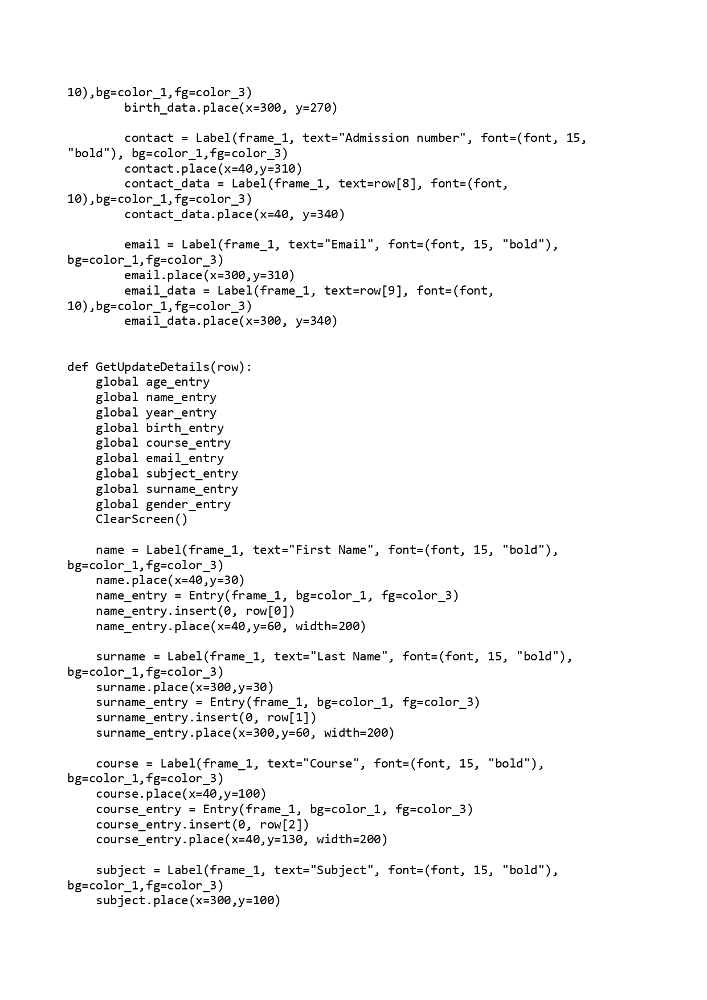 10),bg=color_1,fg=color_3)
        birth_data.place(x=300, y=270)

        contact = Label(frame_1, text="Admission number", font=(font, 15,
"bold"), bg=color_1,fg=color_3)
        contact.place(x=40,y=310)
        contact_data = Label(frame_1, text=row[8], font=(font,
10),bg=color_1,fg=color_3)
        contact_data.place(x=40, y=340)

        email = Label(frame_1, text="Email", font=(font, 15, "bold"),
bg=color_1,fg=color_3)
        email.place(x=300,y=310)
        email_data = Label(frame_1, text=row[9], font=(font,
10),bg=color_1,fg=color_3)
        email_data.place(x=300, y=340)


def GetUpdateDetails(row):
    global age_entry
    global name_entry
    global year_entry
    global birth_entry
    global course_entry
    global email_entry
    global subject_entry
    global surname_entry
    global gender_entry
    ClearScreen()

    name = Label(frame_1, text="First Name", font=(font, 15, "bold"),
bg=color_1,fg=color_3)
    name.place(x=40,y=30)
    name_entry = Entry(frame_1, bg=color_1, fg=color_3)
    name_entry.insert(0, row[0])
    name_entry.place(x=40,y=60, width=200)

    surname = Label(frame_1, text="Last Name", font=(font, 15, "bold"),
bg=color_1,fg=color_3)
    surname.place(x=300,y=30)
    surname_entry = Entry(frame_1, bg=color_1, fg=color_3)
    surname_entry.insert(0, row[1])
    surname_entry.place(x=300,y=60, width=200)

    course = Label(frame_1, text="Course", font=(font, 15, "bold"),
bg=color_1,fg=color_3)
    course.place(x=40,y=100)
    course_entry = Entry(frame_1, bg=color_1, fg=color_3)
    course_entry.insert(0, row[2])
    course_entry.place(x=40,y=130, width=200)

    subject = Label(frame_1, text="Subject", font=(font, 15, "bold"),
bg=color_1,fg=color_3)
    subject.place(x=300,y=100)